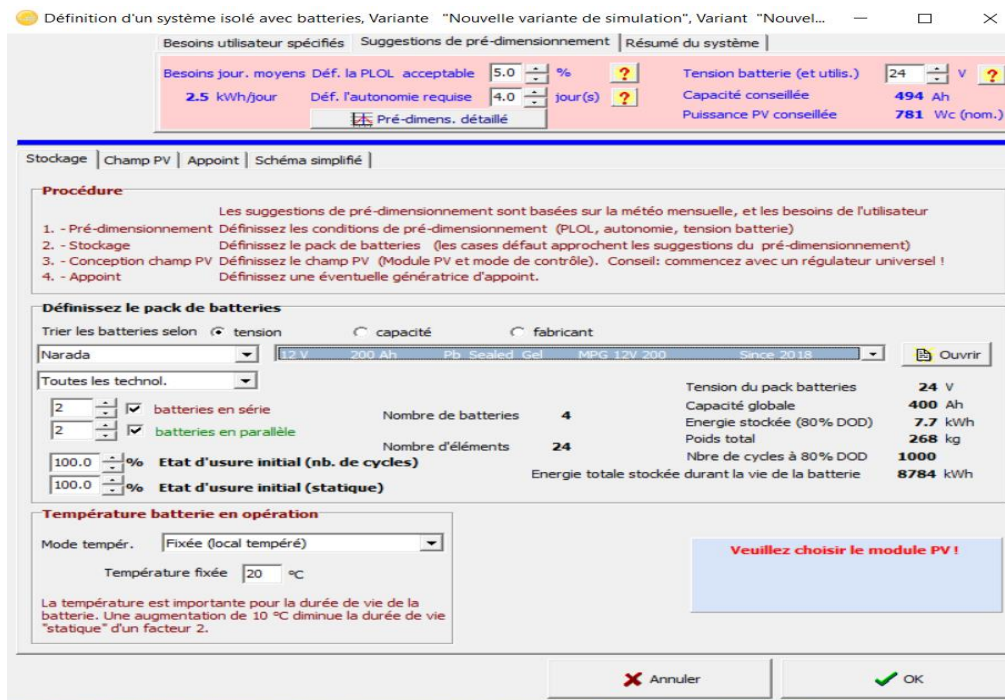 Définition d'un système isolé avec batteries, Variante "Nouvelle variante de simulation", Variant "Nouvel...
Besoins utilisateur spécifiés Suggestions de pré-dimensionnement Résumé du système
Besoins jour. moyens Déf. la PLOL acceptable 5.0 % ? Tension batterie (et utilis.) 24 V ?
2.5 kWh/jour Déf. l'autonomie requise 4.0 jour(s) ? Capacité conseillée 494 Ah
Pré-dimens. détaillé Puissance PV conseillée 781 Wc (nom.)
Stockage Champ PV Appoint Schéma simplifié
Procédure
Les suggestions de pré-dimensionnement sont basées sur la météo mensuelle, et les besoins de l'utilisateur
1. - Pré-dimensionnement Définissez les conditions de pré-dimensionnement (PLOL, autonomie, tension batterie)
2. - Stockage Définissez le pack de batteries (les cases défaut approchent les suggestions du pré-dimensionnement)
3. - Conception champ PV Définissez le champ PV (Module PV et mode de contrôle). Conseil: commencez avec un régulateur universel !
4. - Appoint Définissez une éventuelle génératrice d'appoint.
Définissez le pack de batteries
Trier les batteries selon tension capacité fabricant
Narada 12 V 200 Ah Pb Sealed Gel MPG 12V 200 Since 2018 Ouvrir
Toutes les technol.
2 batteries en série
2 batteries en parallèle
100.0 % Etat d'usure initial (nb. de cycles)
100.0 % Etat d'usure initial (statique)
Nombre de batteries 4
Nombre d'éléments 24
Tension du pack batteries 24 V
Capacité globale 400 Ah
Energie stockée (80% DOD) 7.7 kWh
Poids total 268 kg
Nbre de cycles à 80% DOD 1000
Energie totale stockée durant la vie de la batterie 8784 kWh
Température batterie en opération
Mode tempér. Fixée (local tempéré)
Température fixée 20 °C
La température est importante pour la durée de vie de la
batterie. Une augmentation de 10 °C diminue la durée de vie
"statique" d'un facteur 2.
Veuillez choisir le module PV !
Annuler OK